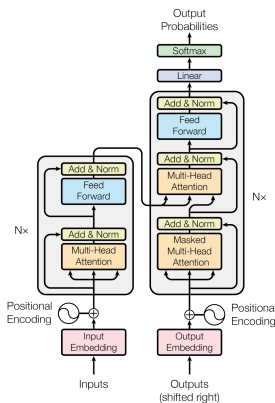 Output
Probabilities
Softmax
Linear
Add & Norm
Feed
Forward
Add & Norm
Multi-Head
Attention
Add & Norm
Masked
Multi-Head
Attention
N×
Add & Norm
Feed
Forward
Add & Norm
Multi-Head
Attention
N×
Positional
Encoding
Positional
Encoding
Input
Embedding
Output
Embedding
Inputs
Outputs
(shifted right)